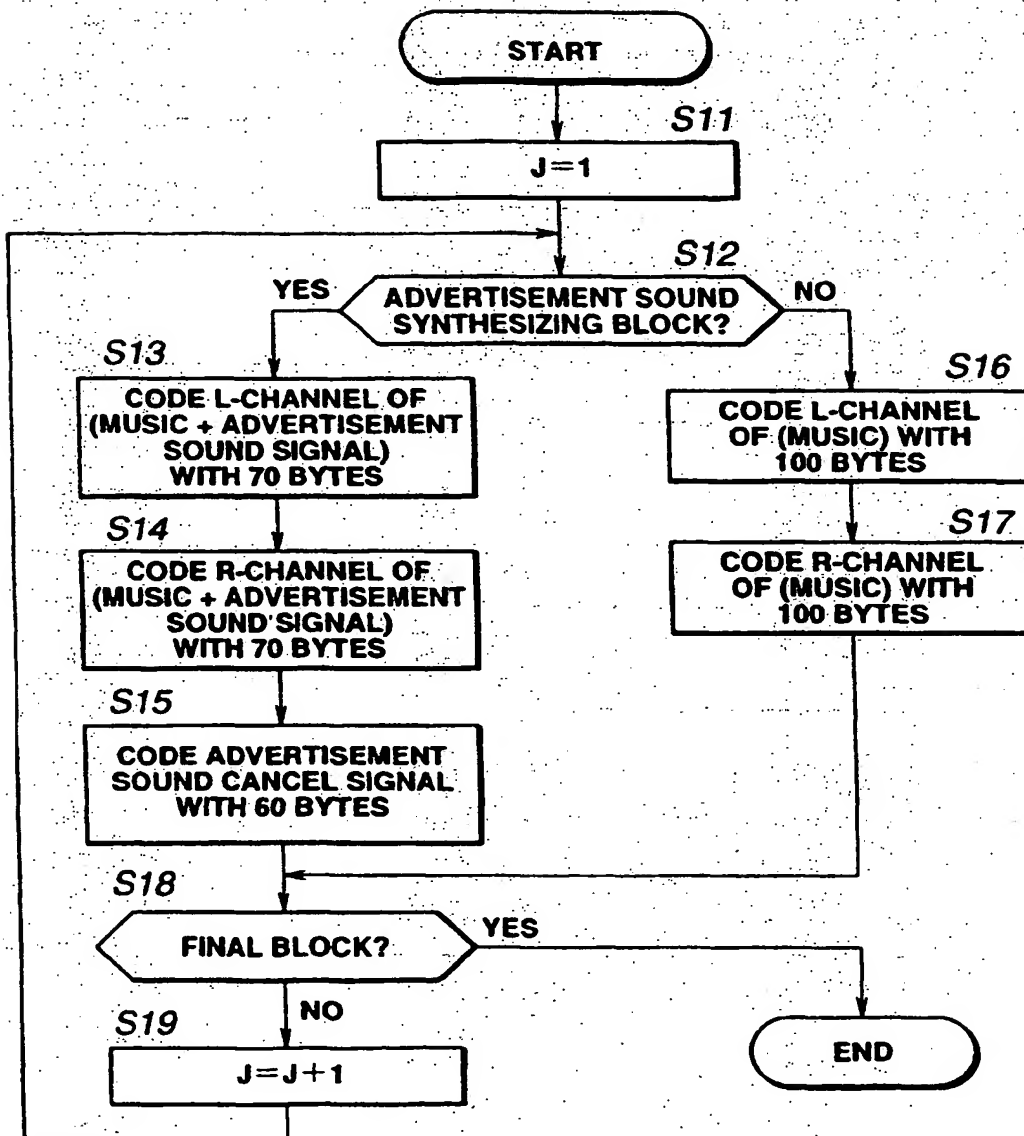 START
S11
J=1
S12
YES
ADVERTISEMENT SOUND
SYNTHESIZING BLOCK?
NO
S13
CODE L-CHANNEL OF
(MUSIC + ADVERTISEMENT
SOUND SIGNAL)
WITH 70 BYTES
S14
CODE R-CHANNEL OF
(MUSIC + ADVERTISEMENT
SOUND SIGNAL)
WITH 70 BYTES
S15
CODE ADVERTISEMENT
SOUND CANCEL SIGNAL
WITH 60 BYTES
S16
CODE L-CHANNEL
OF (MUSIC) WITH
100 BYTES
S17
CODE R-CHANNEL
OF (MUSIC) WITH
100 BYTES
S18
FINAL BLOCK?
YES
NO
S19
J=J+1
END